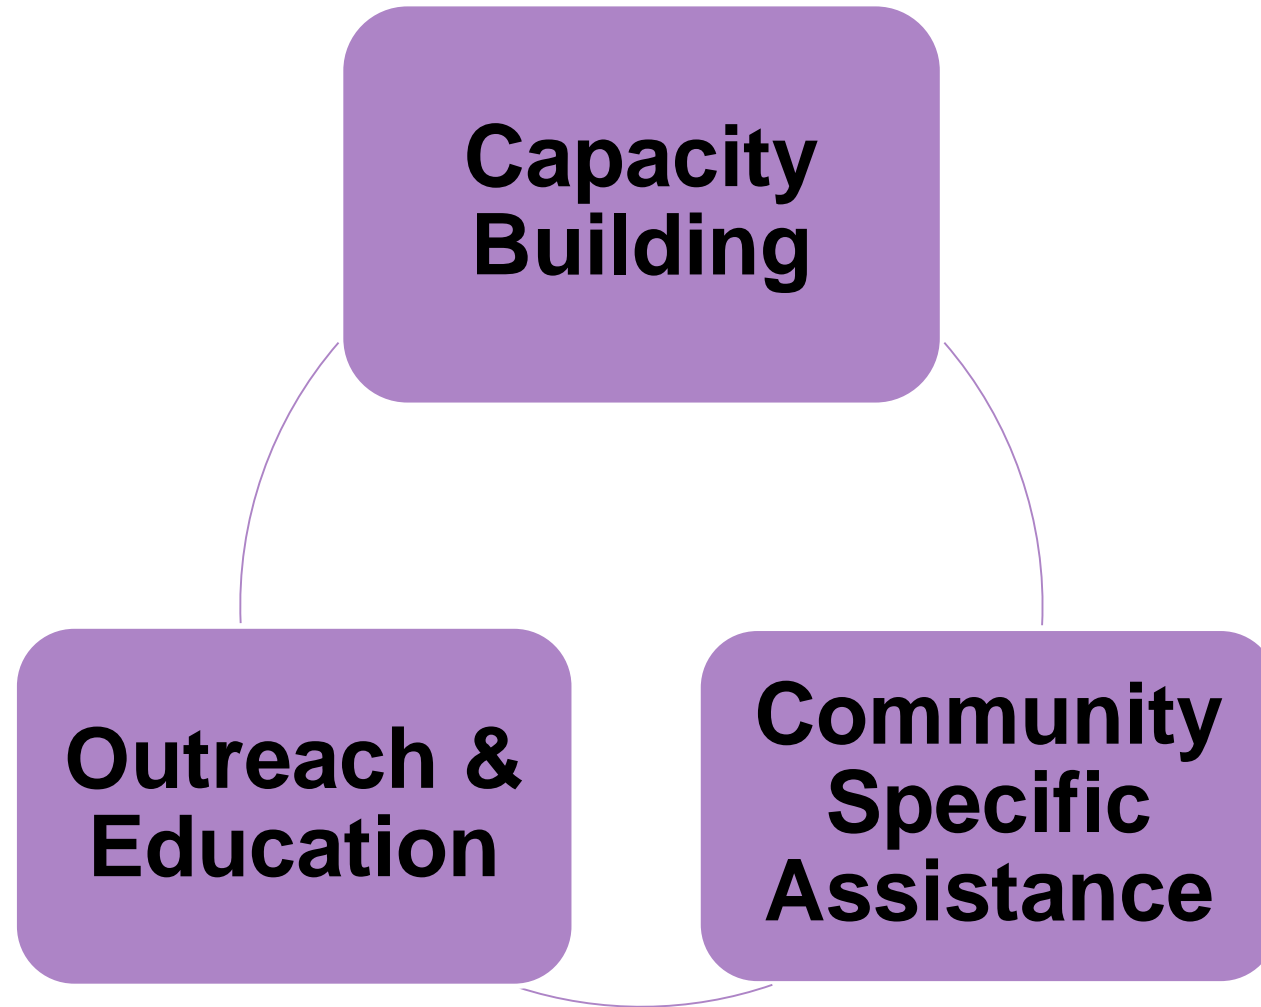 Capacity
Building
Outreach &
Education
Community
Specific
Assistance